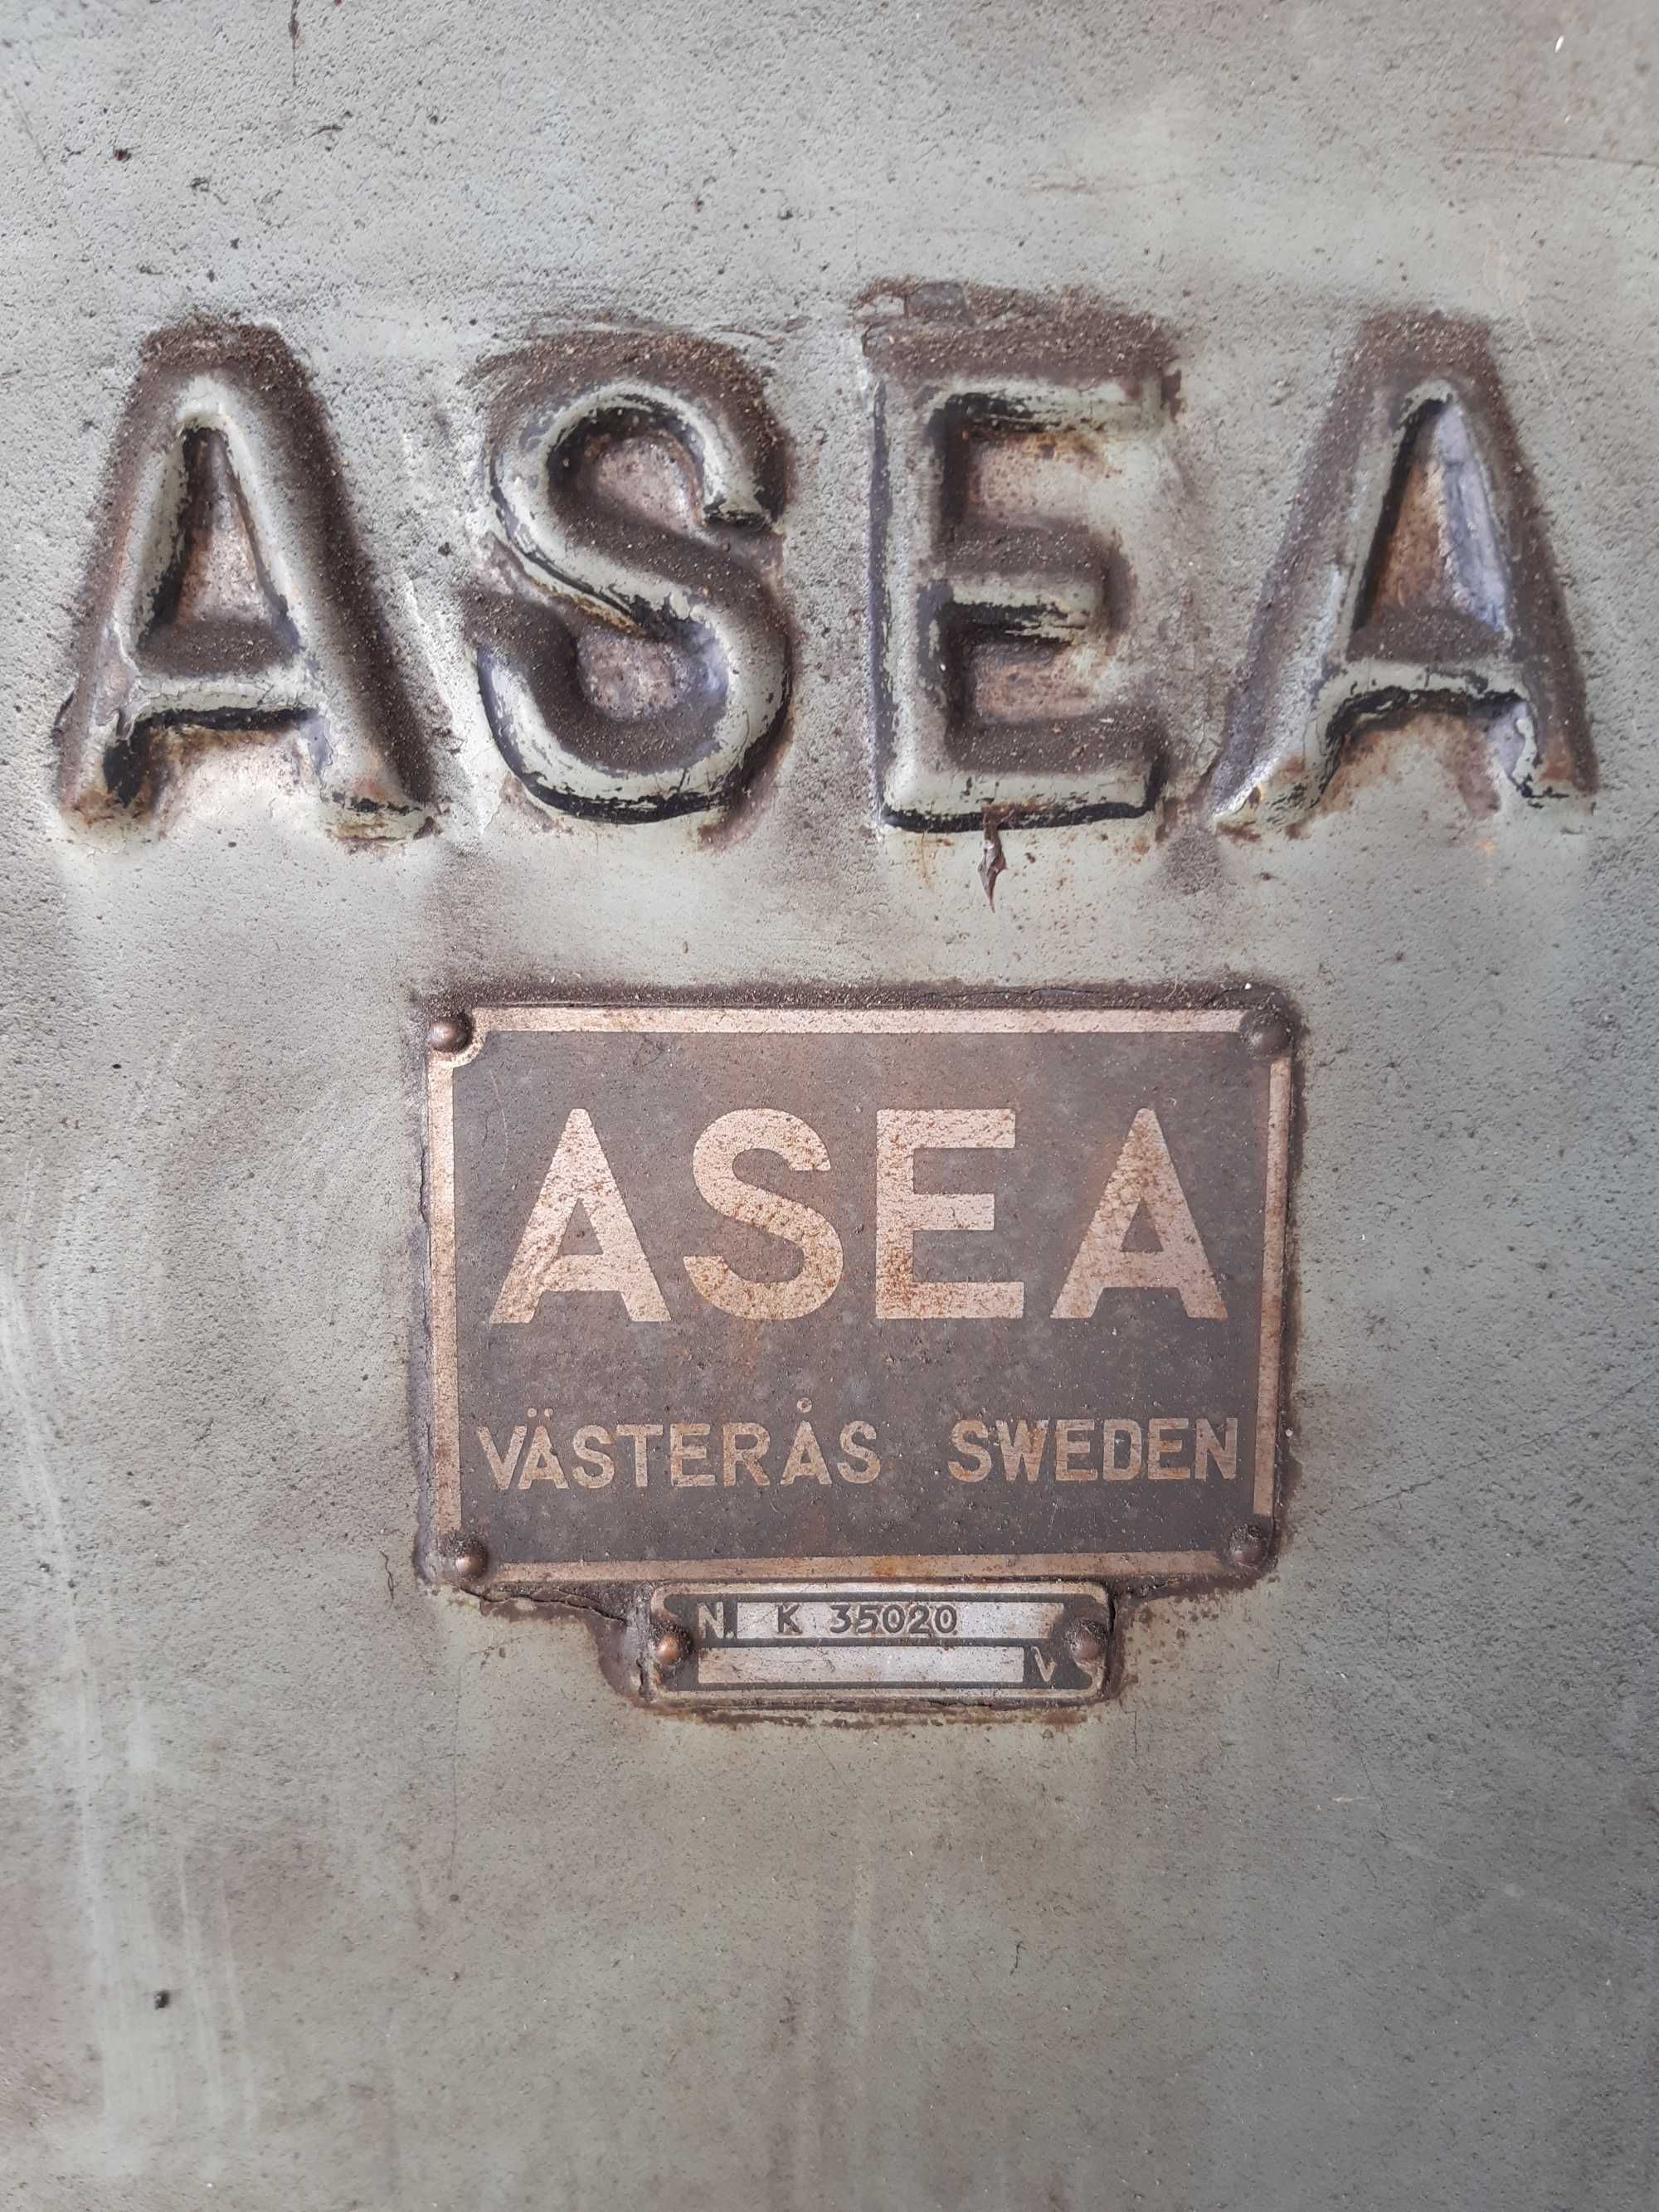 ASEA
ASEA
VÄSTERÅS SWEDEN
N. K 35020
V